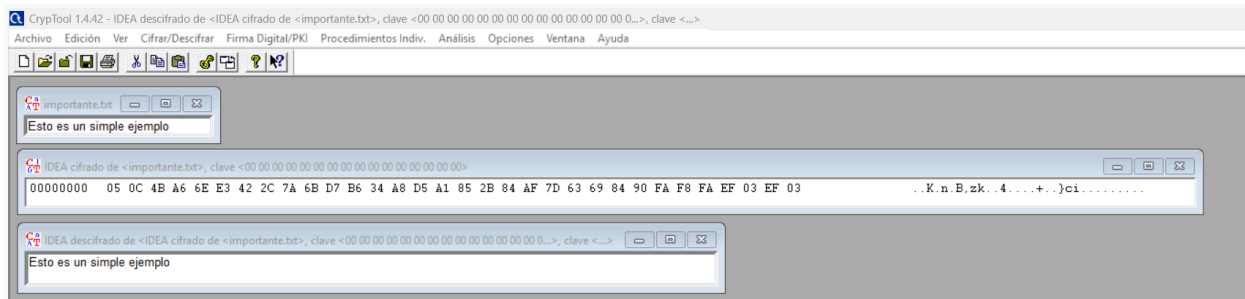 CrypTool 1.4.42 - IDEA descifrado de <IDEA cifrado de <importante.txt>, clave <00 00 00 00 00 00 00 00 00 00 00 00 00 00 00 0...>, clave <...>
Archivo Edición Ver Cifrar/Descifrar Firma Digital/PKI Procedimientos Indiv. Análisis Opciones Ventana Ayuda
importante.txt
Esto es un simple ejemplo
IDEA cifrado de <importante.txt>, clave <00 00 00 00 00 00 00 00 00 00 00 00 00 00 00 00>
00000000 05 0C 4B A6 6E E3 42 2C 7A 6B D7 B6 34 A8 D5 A1 85 2B 84 AF 7D 63 69 84 90 FA F8 FA EF 03 EF 03 ..K.n.B,zk..4....+..}ci.........
IDEA descifrado de <IDEA cifrado de <importante.txt>, clave <00 00 00 00 00 00 00 00 00 00 00 00 00 00 00 0...>, clave <...>
Esto es un simple ejemplo